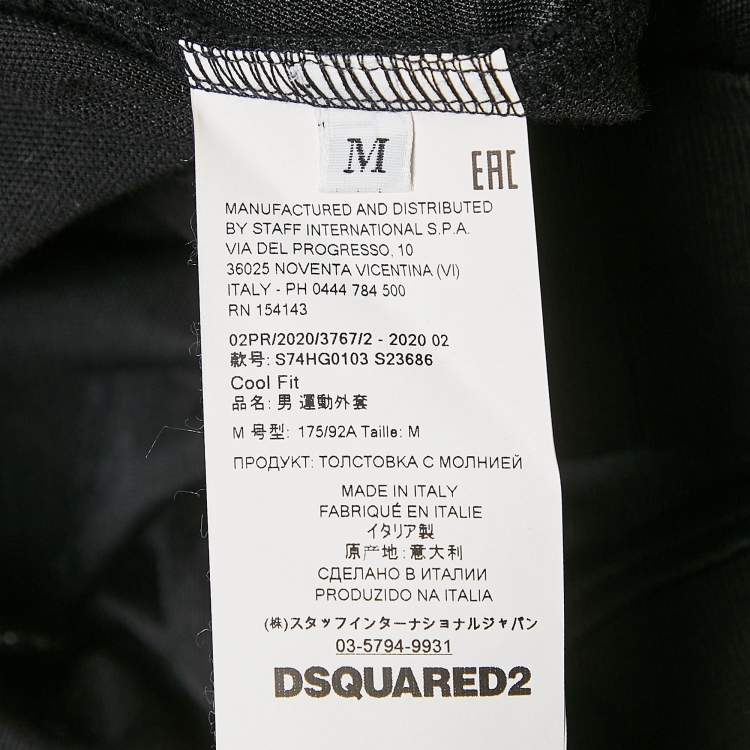 M
EAC
MANUFACTURED AND DISTRIBUTED
BY STAFF INTERNATIONAL S.P.A.
VIA DEL PROGRESSO, 10
36025 NOVENTA VICENTINA (VI)
ITALY - PH 0444 784 500
RN 154143
02PR/2020/3767/2 - 2020 02
款号: S74HG0103 S23686
Cool Fit
品名: 男 運動外套
M 号型: 175/92A Taille: M
ПРОДУКТ: ТОЛСТОВКА С МОЛНИЕЙ
MADE IN ITALY
FABRIQUÉ EN ITALIE
イタリア製
原产地: 意大利
СДЕЛАНО В ИТАЛИИ
PRODUZIDO NA ITALIA
(株)スタッフインターナショナルジャパン
03-5794-9931
DSQUARED2